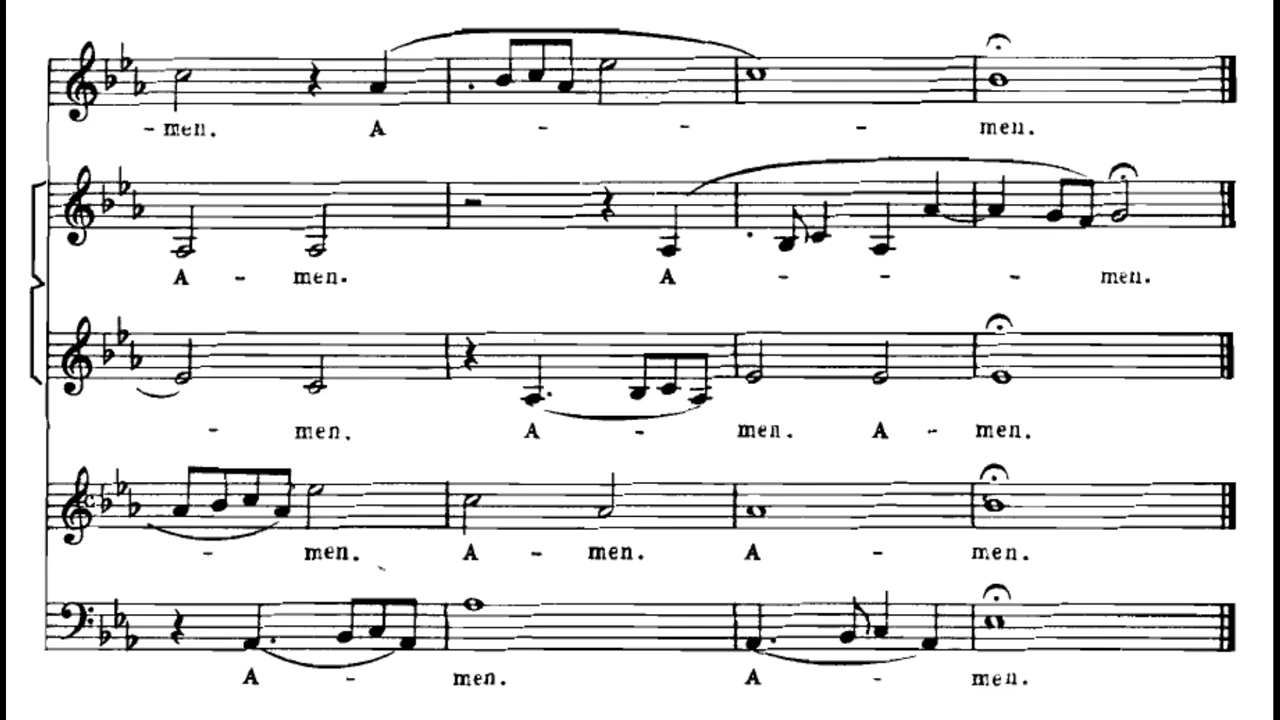 - men. A - - - men.
A - men. A - - - men.
- men. A - men. A - men.
- men. A - men. A - men.
A - men. A - men.